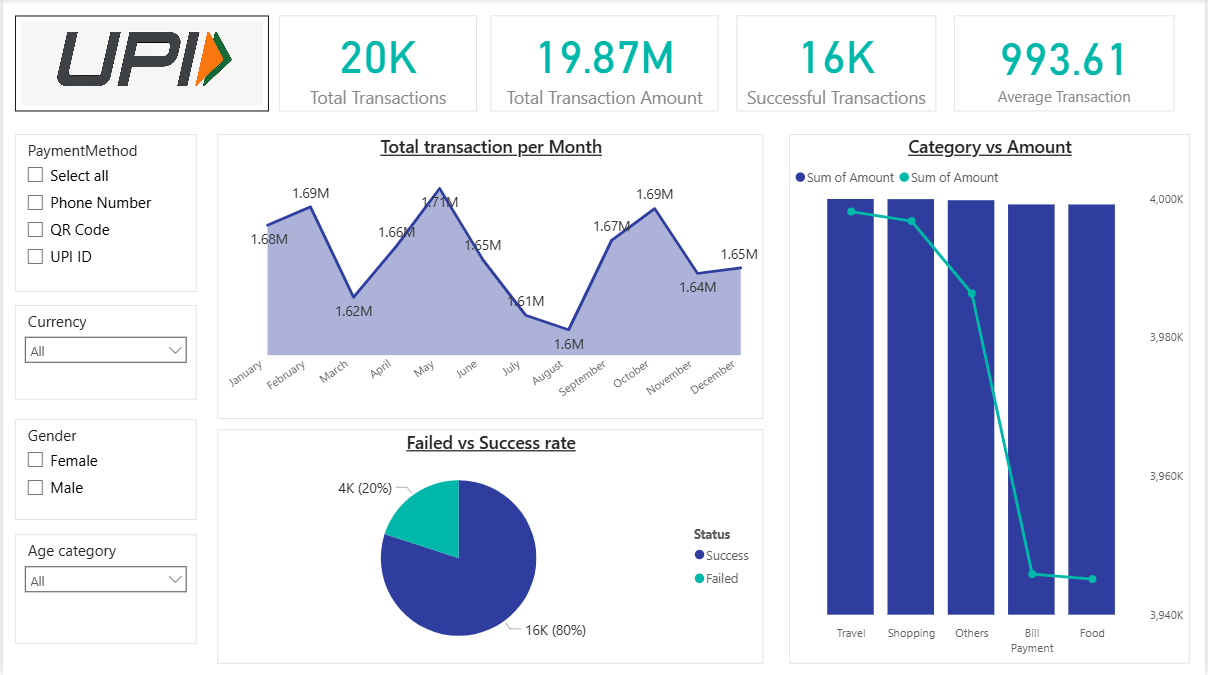 UPI
20K
Total Transactions
19.87M
Total Transaction Amount
16K
Successful Transactions
993.61
Average Transaction
PaymentMethod
Select all
Phone Number
QR Code
UPI ID
Currency
All
Gender
Female
Male
Age category
All
Total transaction per Month
1.68M
1.69M
1.62M
1.66M
1.71M
1.65M
1.61M
1.6M
1.67M
1.69M
1.64M
1.65M
January
February
March
April
May
June
July
August
September
October
November
December
Failed vs Success rate
4K (20%)
16K (80%)
Status
Success
Failed
Category vs Amount
Sum of Amount
Sum of Amount
4,000K
3,980K
3,960K
3,940K
Travel
Shopping
Others
Bill
Payment
Food